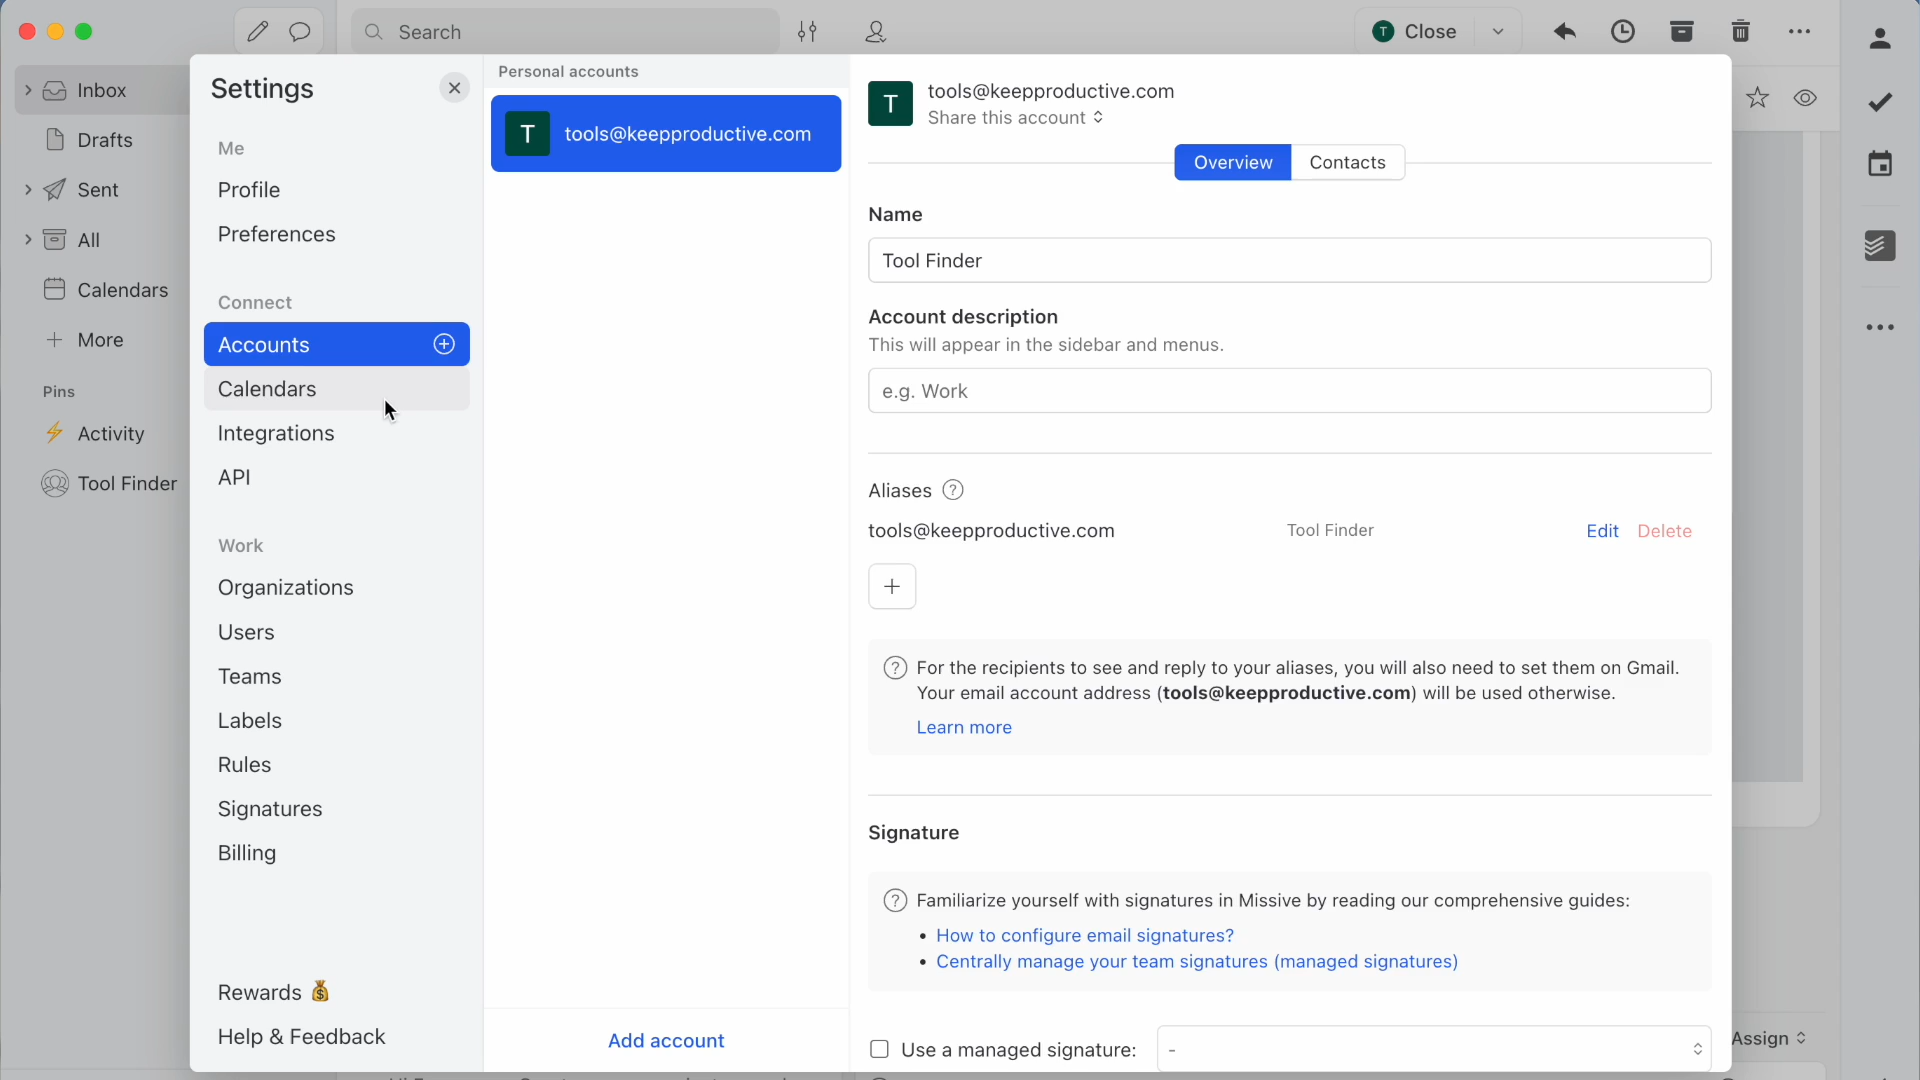 Search
T Close
Inbox
Drafts
Sent
All
Calendars
More
Pins
Activity
Tool Finder
Settings
Me
Profile
Preferences
Connect
Accounts
Calendars
Integrations
API
Work
Organizations
Users
Teams
Labels
Rules
Signatures
Billing
Rewards
Help & Feedback
Personal accounts
T tools@keepproductive.com
Add account
T tools@keepproductive.com
Share this account
Overview Contacts
Name
Tool Finder
Account description
This will appear in the sidebar and menus.
e.g. Work
Aliases ?
tools@keepproductive.com Tool Finder Edit Delete
+
? For the recipients to see and reply to your aliases, you will also need to set them on Gmail.
Your email account address (tools@keepproductive.com) will be used otherwise.
Learn more
Signature
? Familiarize yourself with signatures in Missive by reading our comprehensive guides:
• How to configure email signatures?
• Centrally manage your team signatures (managed signatures)
Use a managed signature: -
Assign